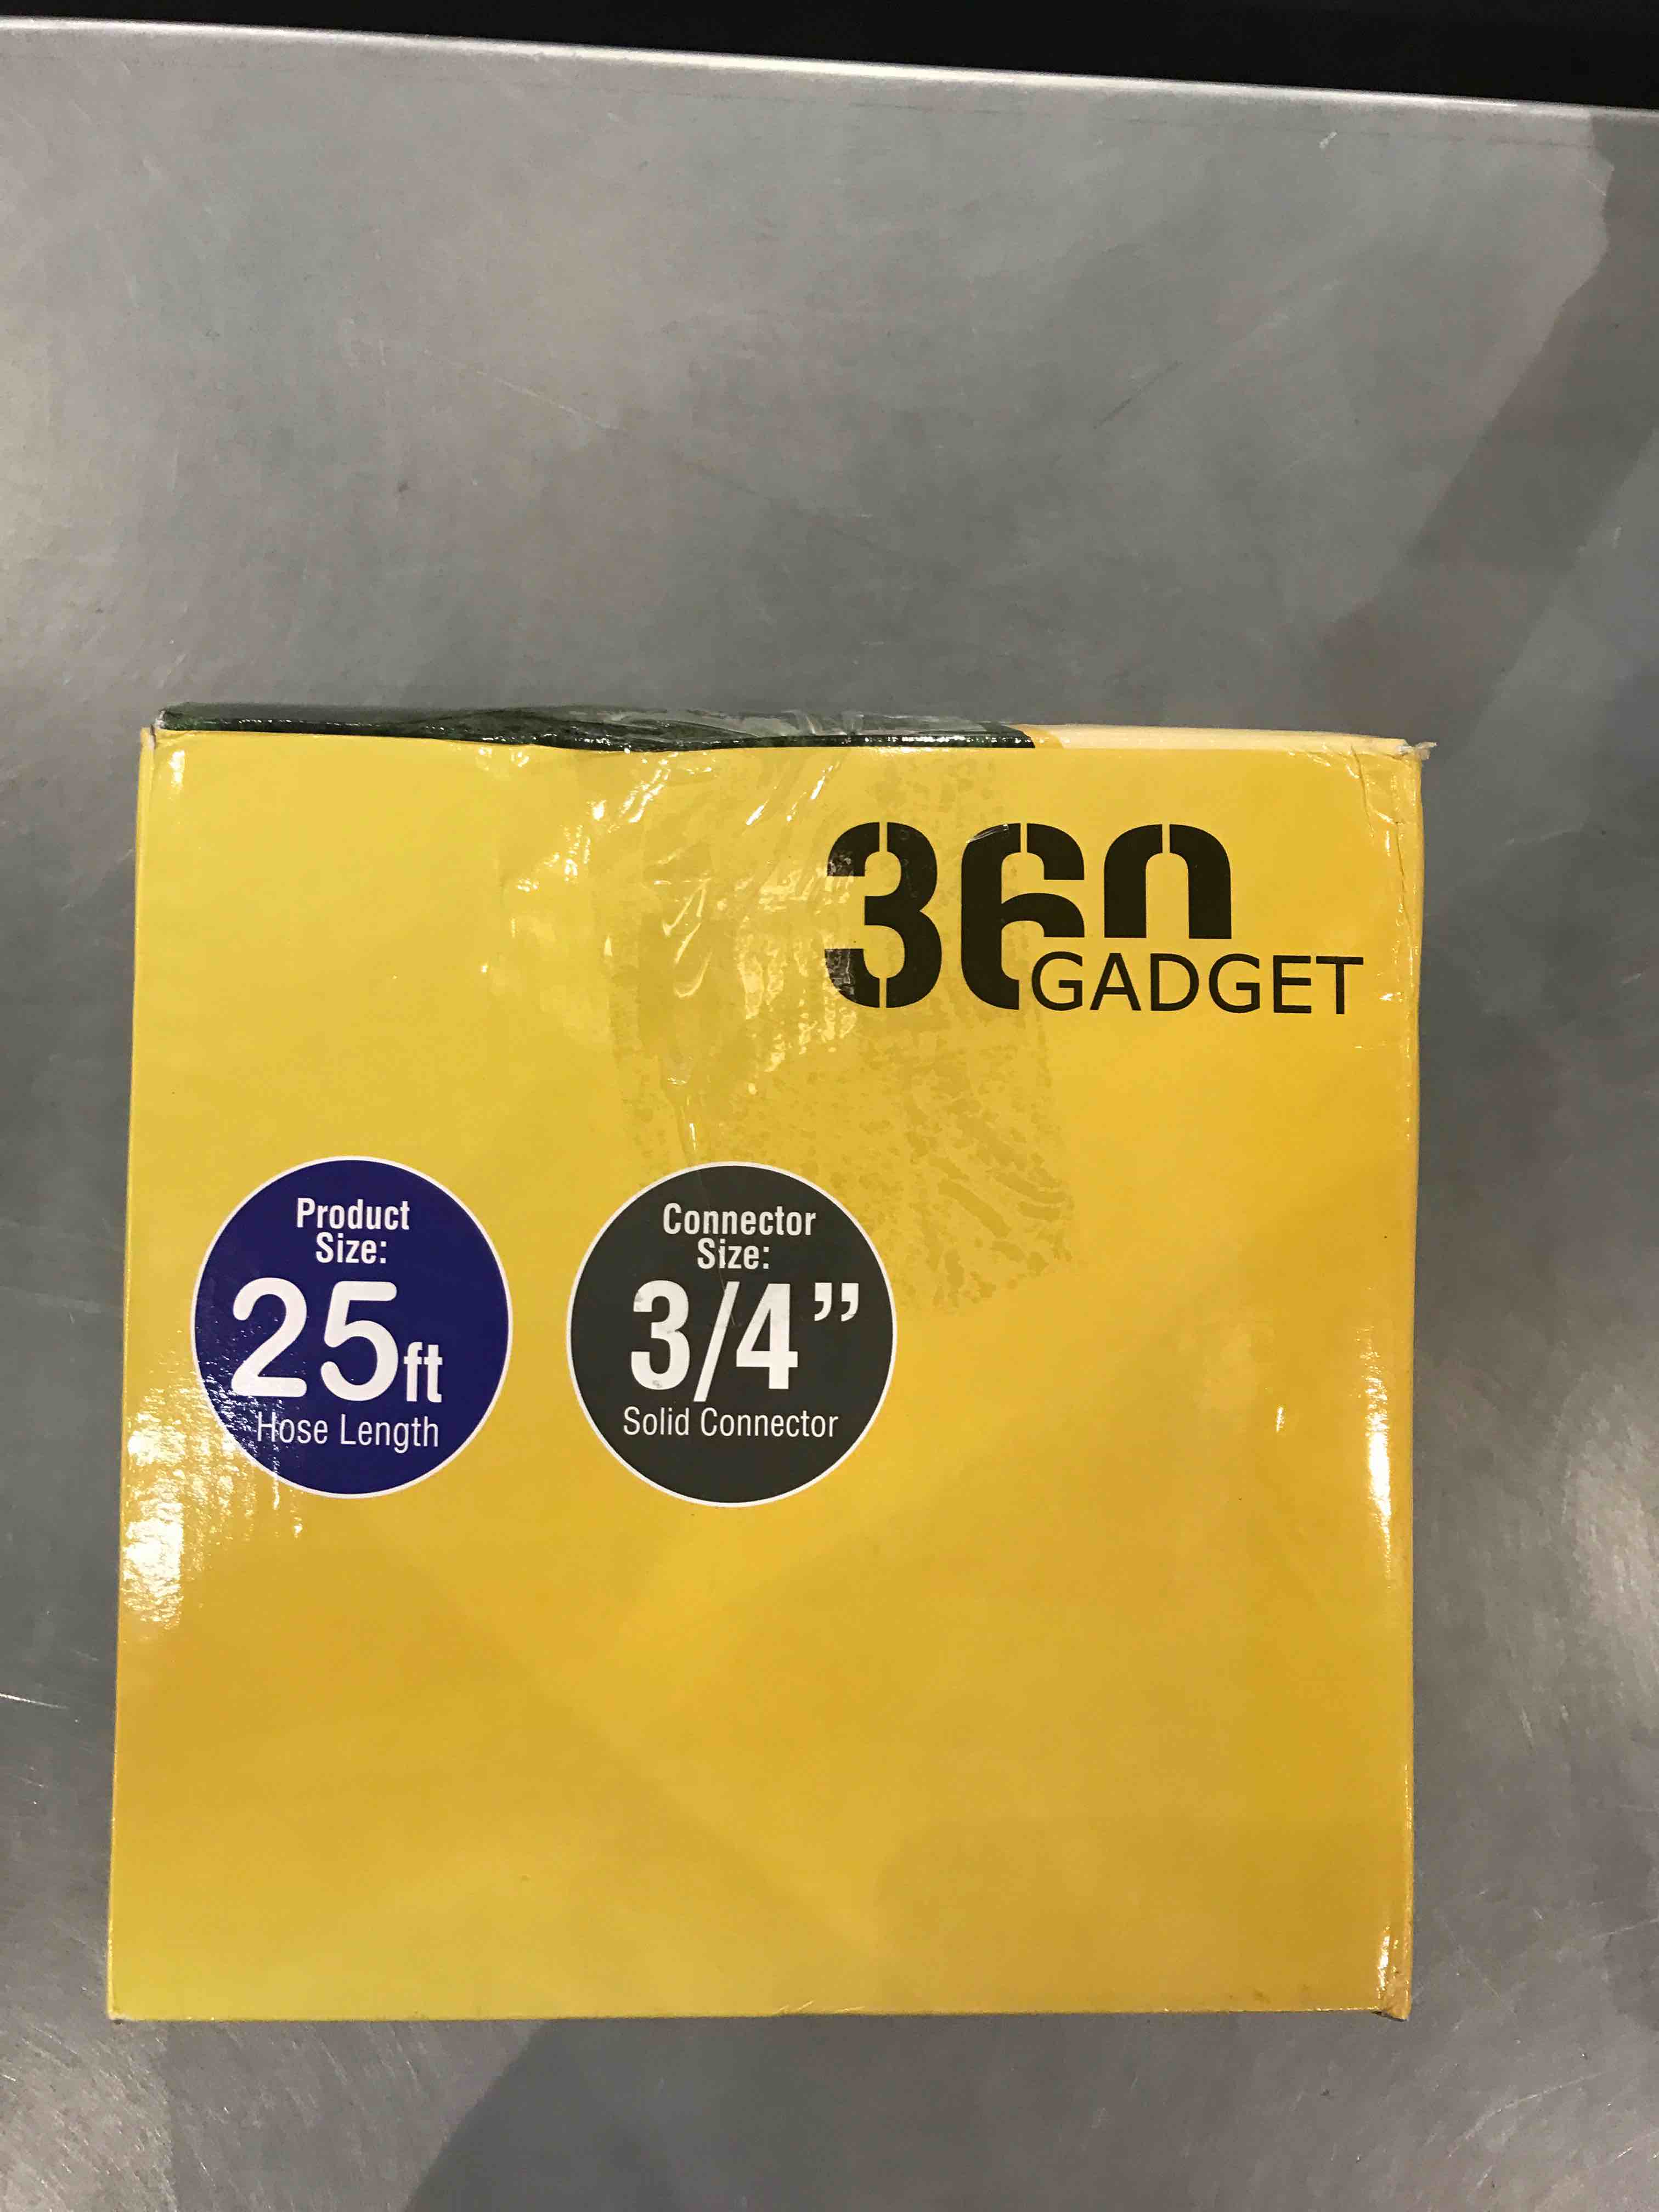 360
GADGET
Product
Size:
25ft
Hose Length
Connector
Size:
3/4”
Solid Connector